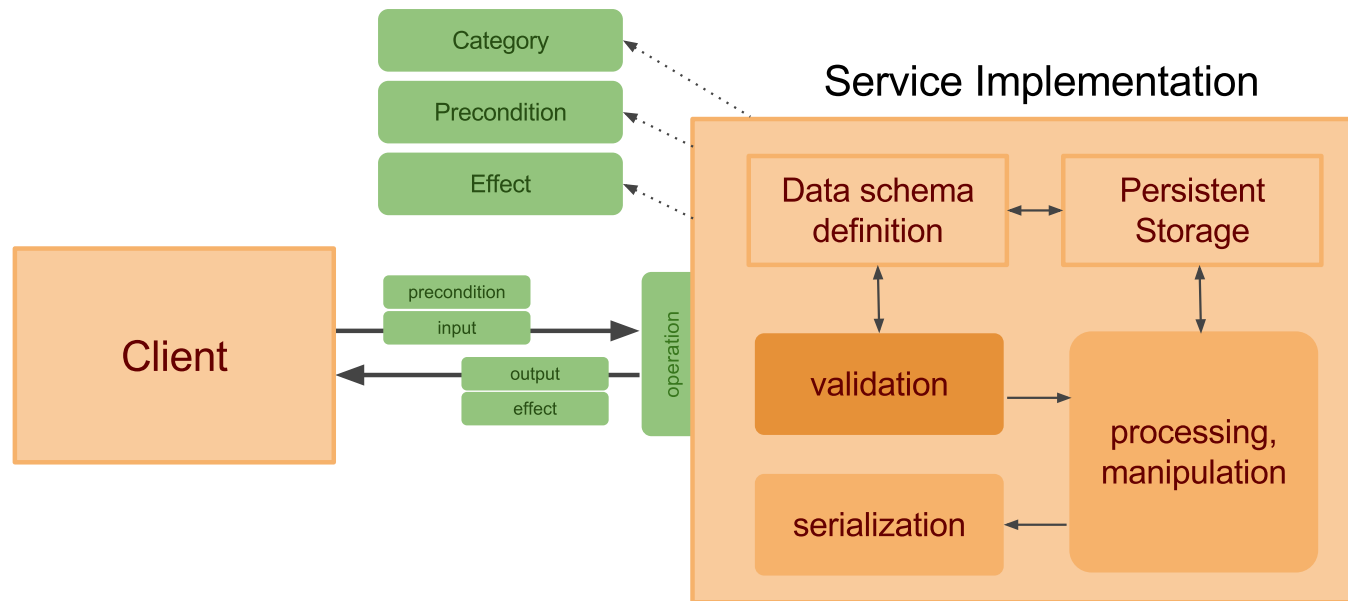 Category
Precondition
Effect
Service Implementation
Data schema
definition
Persistent
Storage
Client
precondition
input
output
effect
operation
validation
processing,
manipulation
serialization